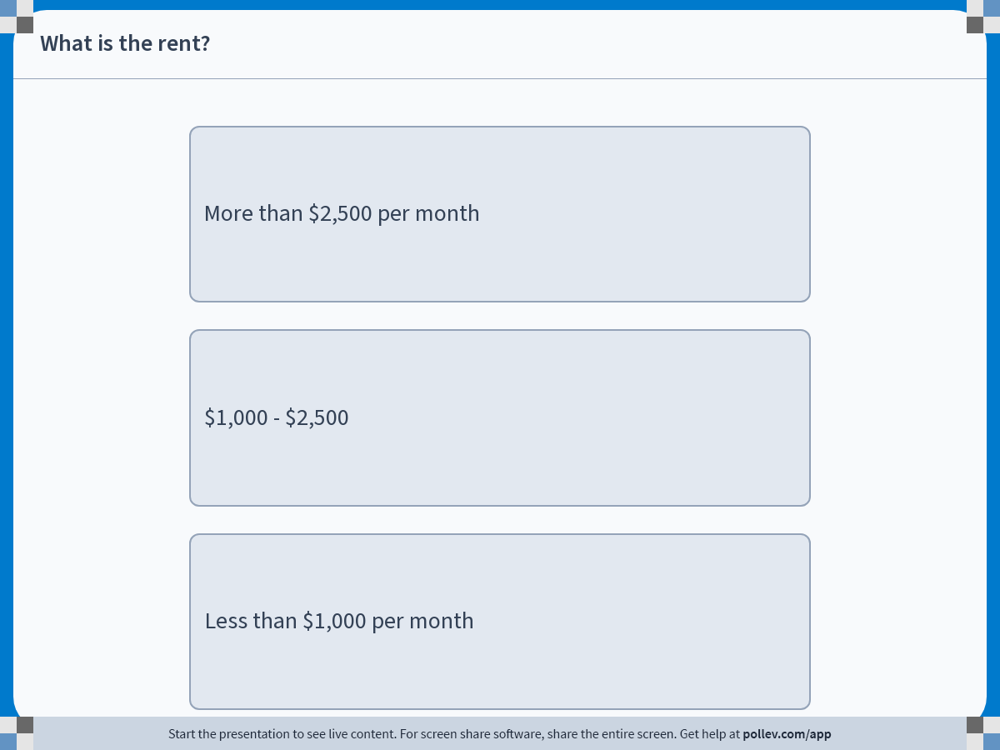 What is the rent?
More than $2,500 per month
$1,000 - $2,500
Less than $1,000 per month
Start the presentation to see live content. For screen share software, share the entire screen. Get help at pollev.com/app